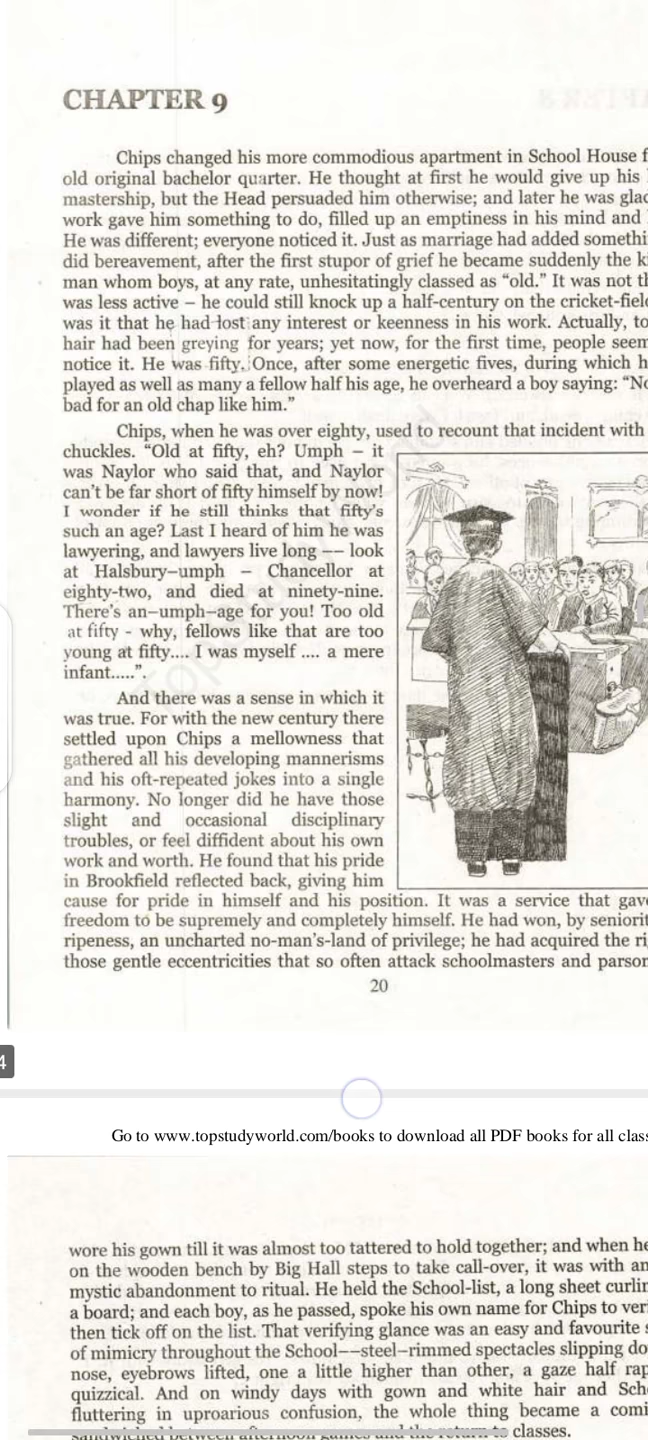 CHAPTER 9
Chips changed his more commodious apartment in School House f
old original bachelor quarter. He thought at first he would give up his
mastership, but the Head persuaded him otherwise; and later he was glad
work gave him something to do, filled up an emptiness in his mind and
He was different; everyone noticed it. Just as marriage had added somethi
did bereavement, after the first stupor of grief he became suddenly the ki
man whom boys, at any rate, unhesitatingly classed as “old.” It was not th
was less active – he could still knock up a half-century on the cricket-fiel
was it that he had lost any interest or keenness in his work. Actually, to
hair had been greying for years; yet now, for the first time, people seem
notice it. He was fifty. Once, after some energetic fives, during which h
played as well as many a fellow half his age, he overheard a boy saying: “No
bad for an old chap like him.”
Chips, when he was over eighty, used to recount that incident with
chuckles. “Old at fifty, eh? Umph – it
was Naylor who said that, and Naylor
can't be far short of fifty himself by now!
I wonder if he still thinks that fifty's
such an age? Last I heard of him he was
lawyering, and lawyers live long –– look
at Halsbury–umph – Chancellor at
eighty-two, and died at ninety-nine.
There's an–umph–age for you! Too old
at fifty - why, fellows like that are too
young at fifty.... I was myself .... a mere
infant.....”.
And there was a sense in which it
was true. For with the new century there
settled upon Chips a mellowness that
gathered all his developing mannerisms
and his oft-repeated jokes into a single
harmony. No longer did he have those
slight and occasional disciplinary
troubles, or feel diffident about his own
work and worth. He found that his pride
in Brookfield reflected back, giving him
cause for pride in himself and his position. It was a service that gav
freedom to be supremely and completely himself. He had won, by seniorit
ripeness, an uncharted no-man's-land of privilege; he had acquired the ri
those gentle eccentricities that so often attack schoolmasters and parson
20
4
Go to www.topstudyworld.com/books to download all PDF books for all clas
wore his gown till it was almost too tattered to hold together; and when he
on the wooden bench by Big Hall steps to take call-over, it was with an
mystic abandonment to ritual. He held the School-list, a long sheet curlin
a board; and each boy, as he passed, spoke his own name for Chips to veri
then tick off on the list. That verifying glance was an easy and favourite s
of mimicry throughout the School––steel–rimmed spectacles slipping do
nose, eyebrows lifted, one a little higher than other, a gaze half rap
quizzical. And on windy days with gown and white hair and Sch
fluttering in uproarious confusion, the whole thing became a comi
sandwiched between afternoon games and the return to classes.